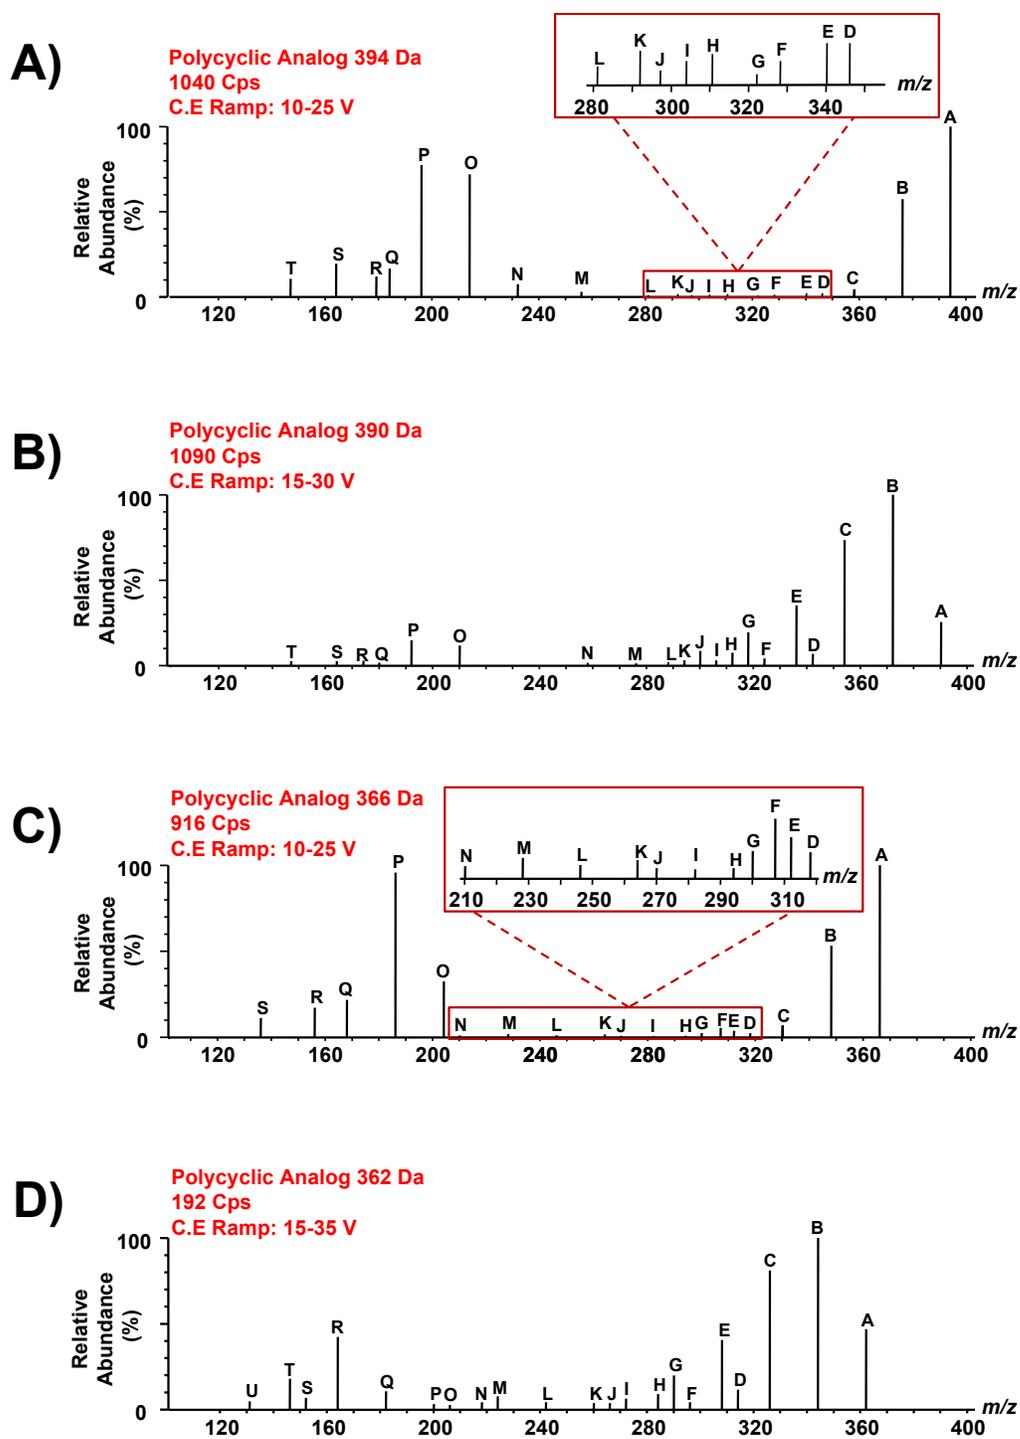 A)
Polycyclic Analog 394 Da
1040 Cps
C.E Ramp: 10-25 V
L K J I H G F E D
280 300 320 340 m/z
Relative Abundance (%)
100
0
T S R Q P O N M L K J I H G F E D C B A
120 160 200 240 280 320 360 400 m/z
B)
Polycyclic Analog 390 Da
1090 Cps
C.E Ramp: 15-30 V
Relative Abundance (%)
100
0
T S R Q P O N M L K J I H G F E D C B A
120 160 200 240 280 320 360 400 m/z
C)
Polycyclic Analog 366 Da
916 Cps
C.E Ramp: 10-25 V
N M L K J I H G F E D
210 230 250 270 290 310 m/z
Relative Abundance (%)
100
0
S R Q P O N M L K J I H G F E D C B A
120 160 200 240 280 320 360 400 m/z
D)
Polycyclic Analog 362 Da
192 Cps
C.E Ramp: 15-35 V
Relative Abundance (%)
100
0
U T S R Q P O N M L K J I H G F E D C B A
120 160 200 240 280 320 360 400 m/z